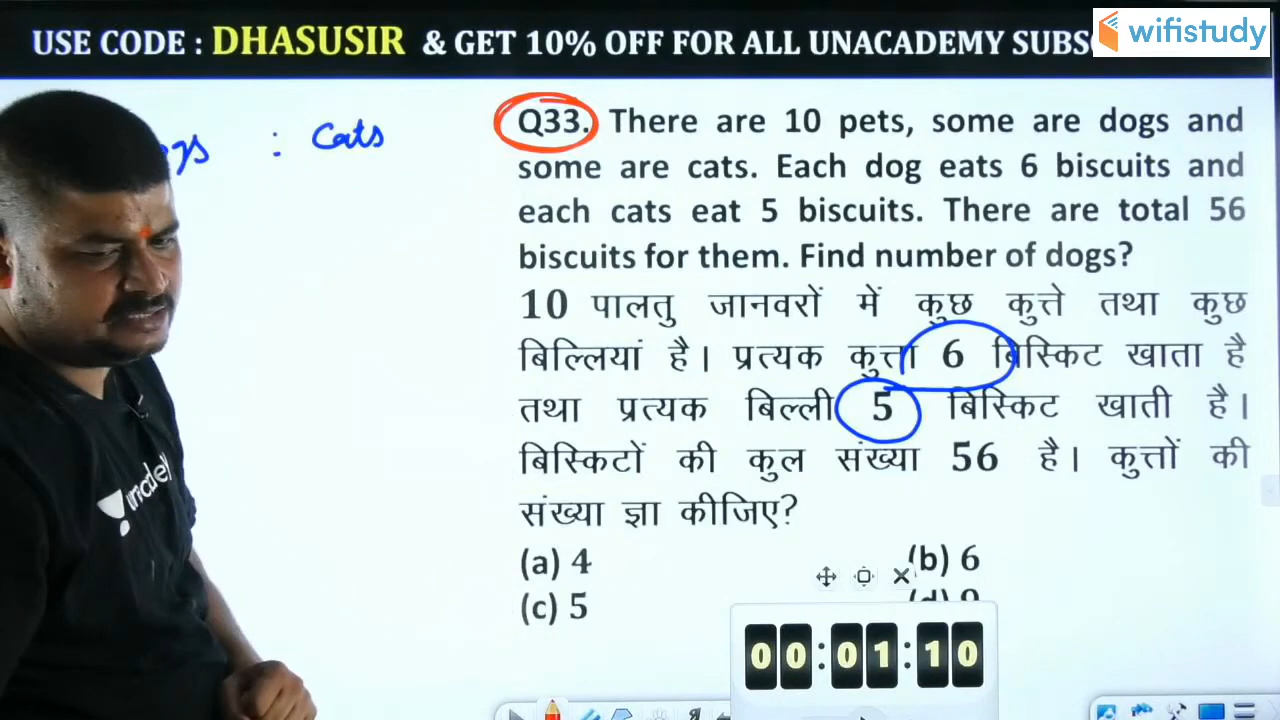 USE CODE : DHASUSIR & GET 10% OFF FOR ALL UNACADEMY
wifistudy
: Cats
Q33. There are 10 pets, some are dogs and
some are cats. Each dog eats 6 biscuits and
each cats eat 5 biscuits. There are total 56
biscuits for them. Find number of dogs?
10 पालतु जानवरों में कुछ कुत्ते तथा कुछ
बिल्लियां है। प्रत्यक कुत्ता 6 बिस्किट खाता है
तथा प्रत्यक बिल्ली 5 बिस्किट खाती है।
बिस्किटों की कुल संख्या 56 है। कुत्तों की
संख्या ज्ञा कीजिए?
(a) 4
(b) 6
(c) 5
00:01:10
unacademy